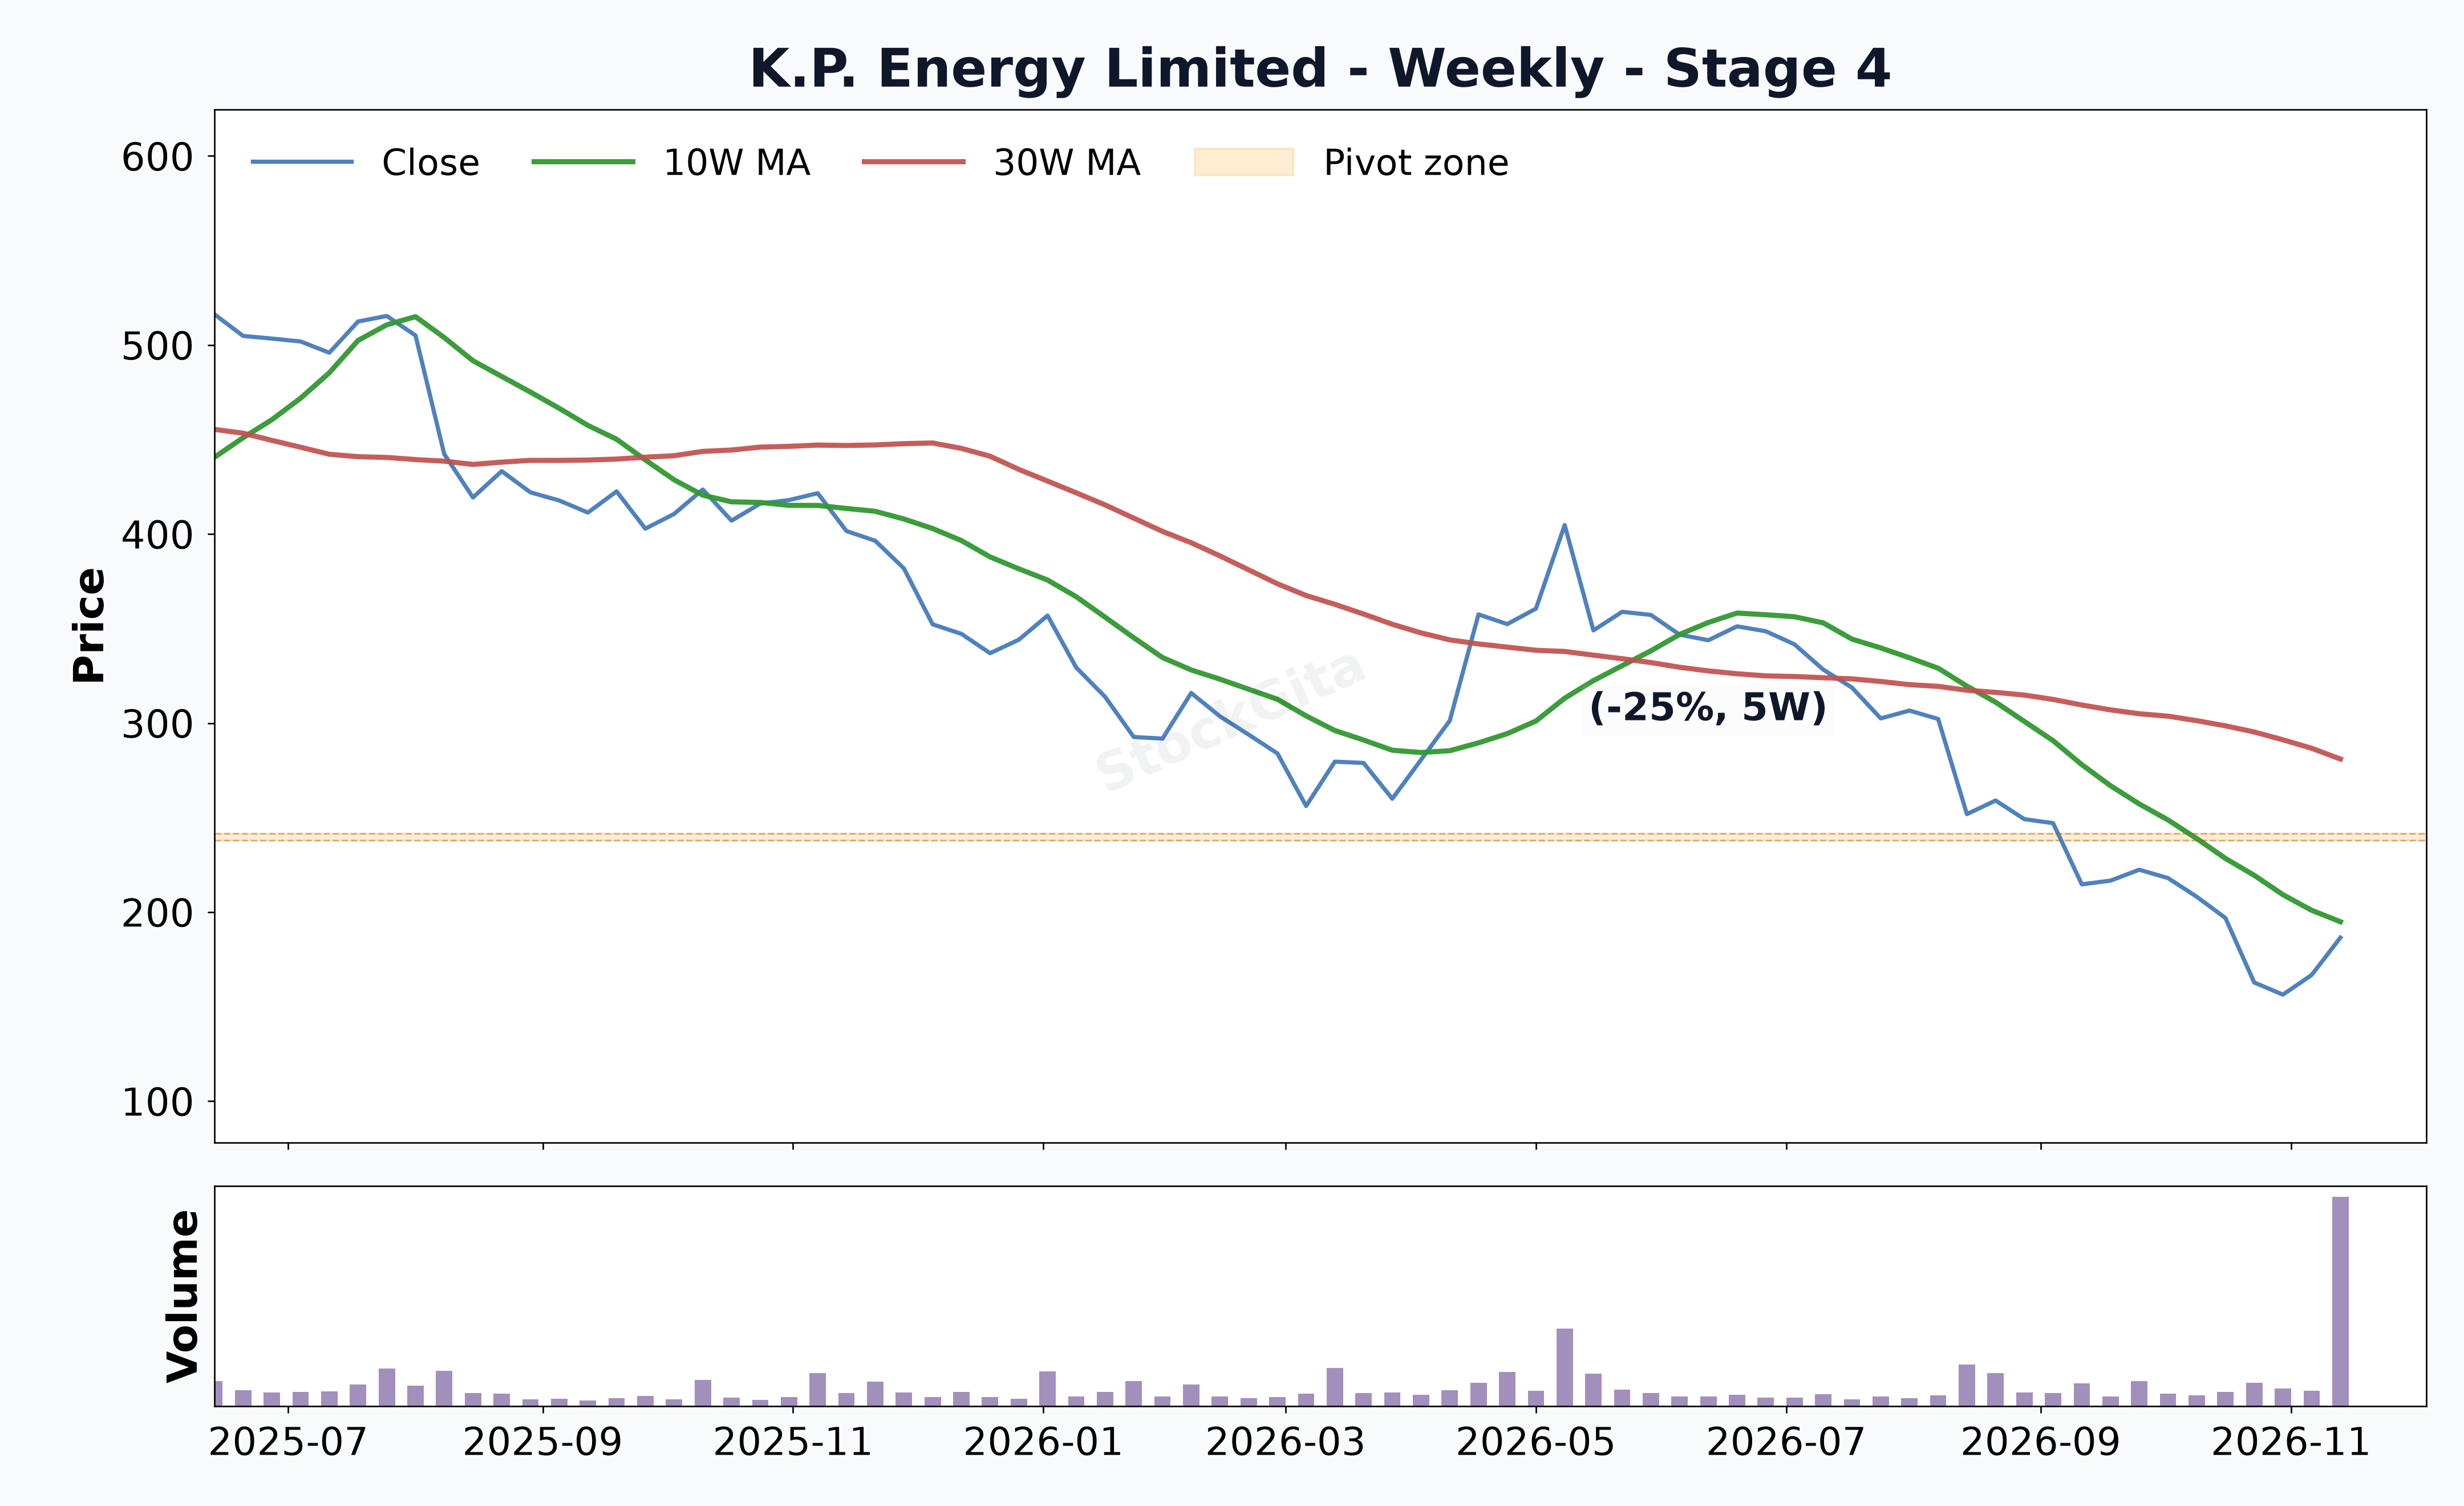 K.P. Energy Limited - Weekly - Stage 4
Close 10W MA 30W MA Pivot zone
600
500
400
300
200
100
Price
(-25%, 5W)
StockGita
Volume
2025-07 2025-09 2025-11 2026-01 2026-03 2026-05 2026-07 2026-09 2026-11